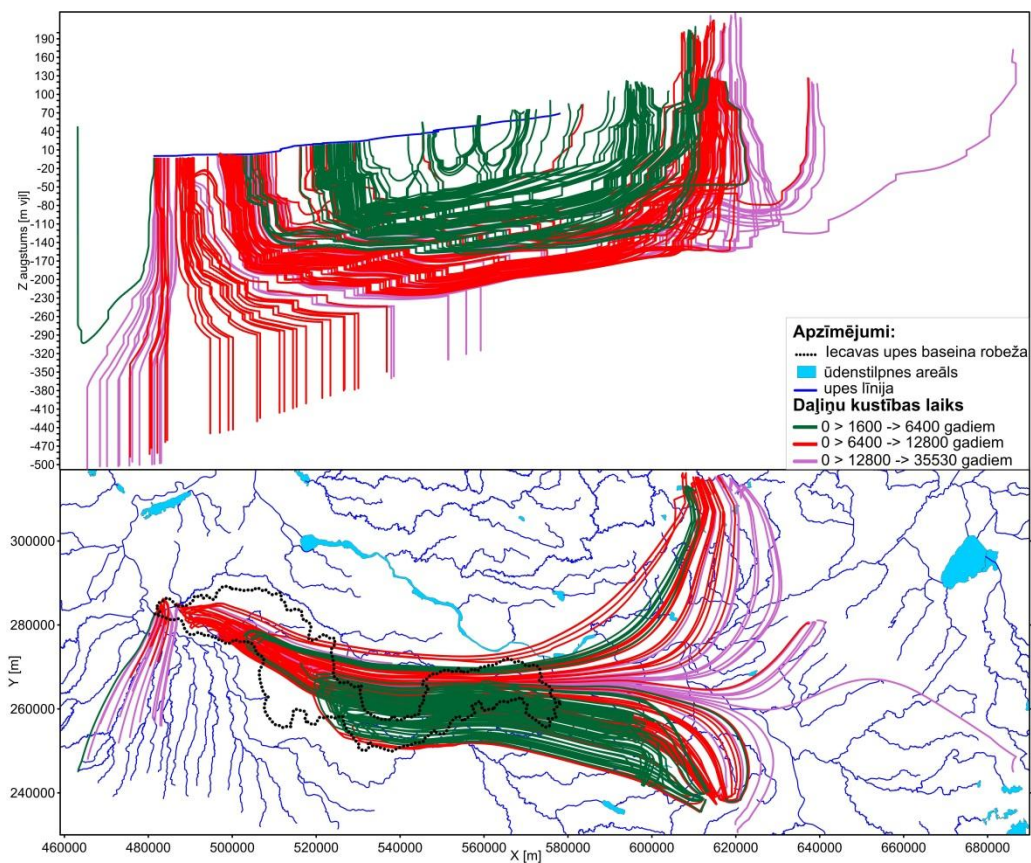 190
160
130
100
70
40
10
-20
-50
-80
-110
-140
-170
-200
-230
-260
-290
-320
-350
-380
-410
-440
-470
-500
Z augstums [m vjl]
Apzīmējumi:
Iecavas upes baseina robeža
ūdenstilpnes areāls
upes līnija
Daļiņu kustības laiks
0 > 1600 -> 6400 gadiem
0 > 6400 -> 12800 gadiem
0 > 12800 -> 35530 gadiem
300000
280000
260000
240000
Y [m]
460000 480000 500000 520000 540000 560000 580000 600000 620000 640000 660000 680000
X [m]